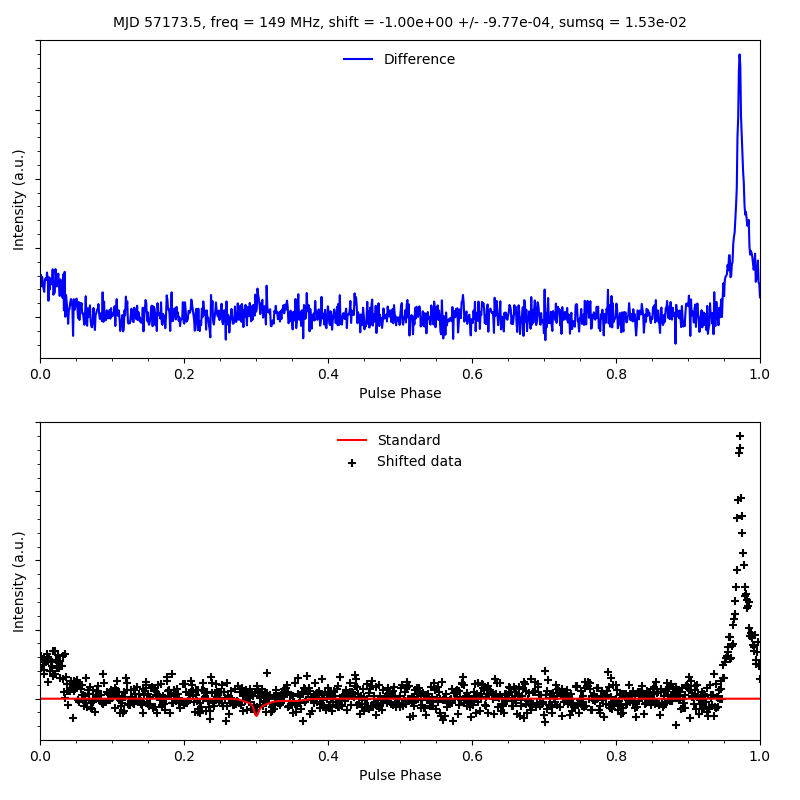 MJD 57173.5, freq = 149 MHz, shift = -1.00e+00 +/- -9.77e-04, sumsq = 1.53e-02
Difference
Intensity (a.u.)
0.0 0.2 0.4 0.6 0.8 1.0
Pulse Phase
Standard
Shifted data
Intensity (a.u.)
0.0 0.2 0.4 0.6 0.8 1.0
Pulse Phase